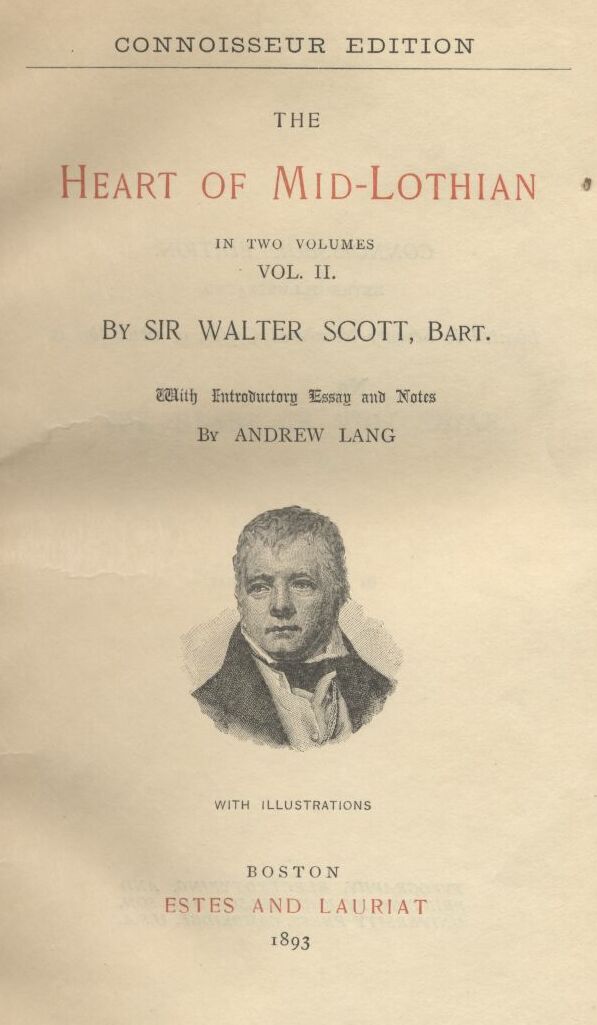 CONNOISSEUR EDITION
THE
HEART OF MID-LOTHIAN
IN TWO VOLUMES
VOL. II.
BY SIR WALTER SCOTT, BART.
With Introductory Essay and Notes
BY ANDREW LANG
WITH ILLUSTRATIONS
BOSTON
ESTES AND LAURIAT
1893